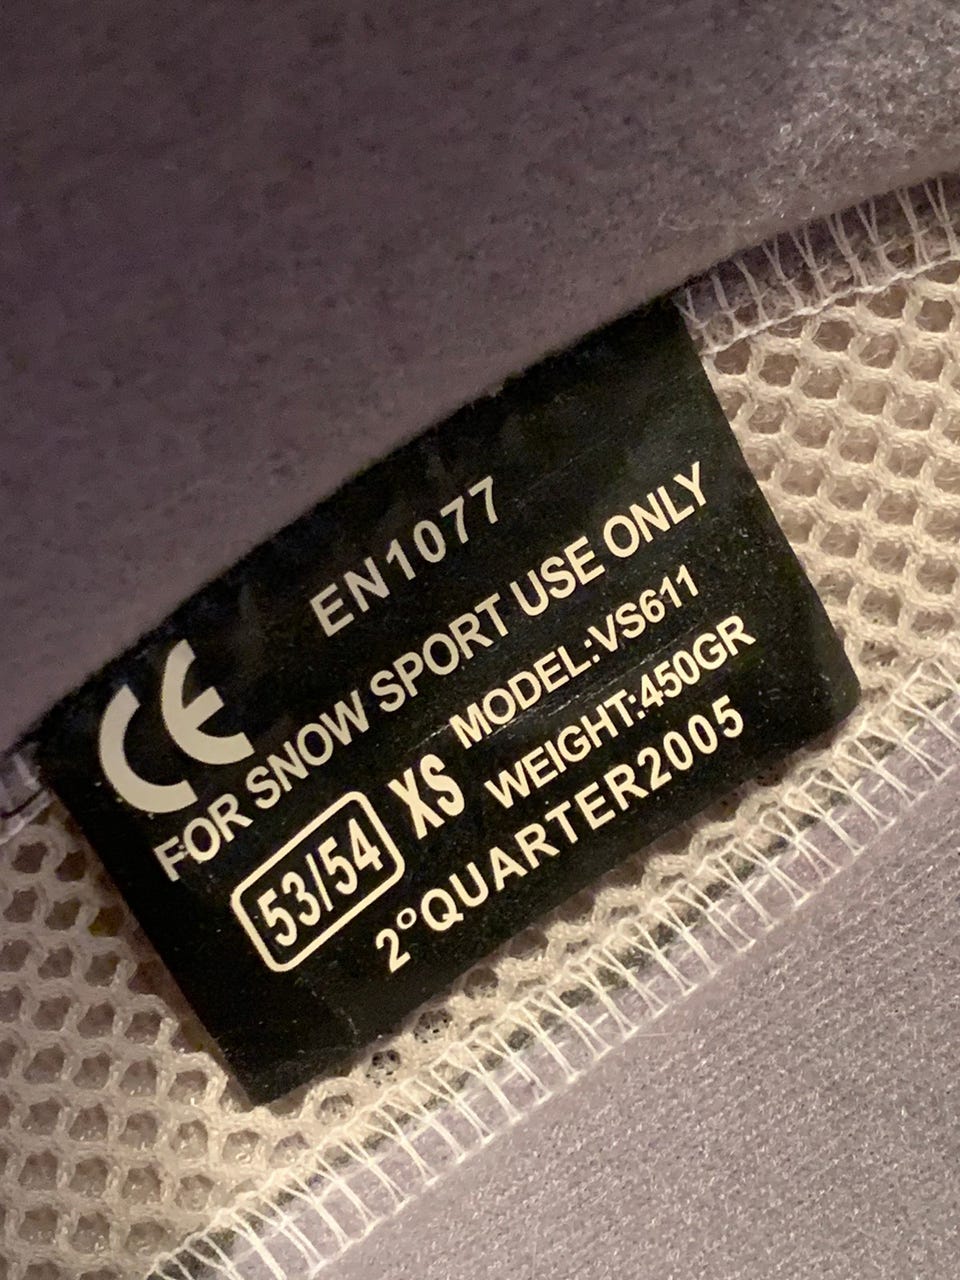 CE EN1077
FOR SNOW SPORT USE ONLY
53/54 XS MODEL:VS611
WEIGHT:450GR
2°QUARTER2005